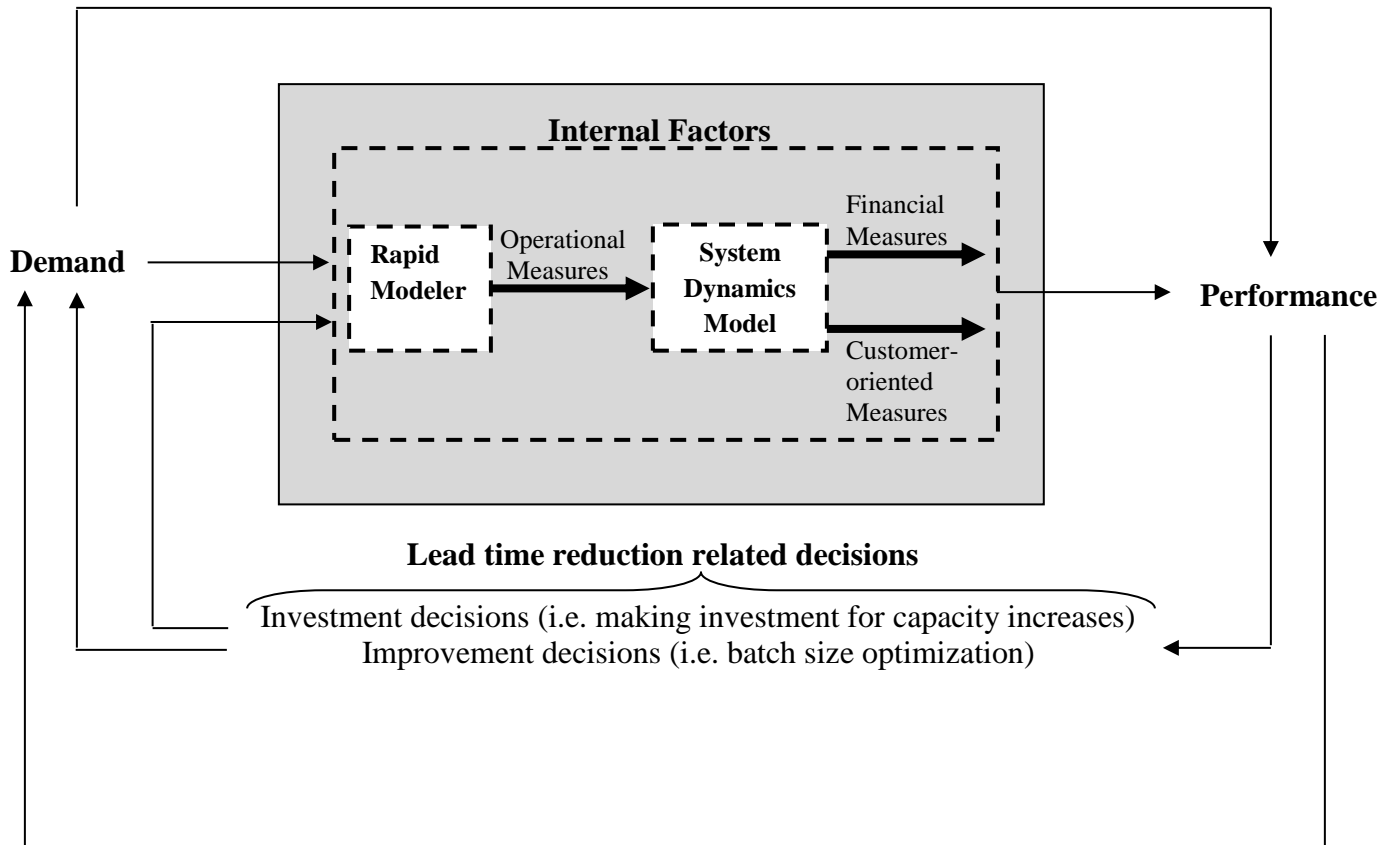 Internal Factors
Demand
Rapid
Modeler
Operational
Measures
System
Dynamics
Model
Financial
Measures
Customer-
oriented
Measures
Performance
Lead time reduction related decisions
Investment decisions (i.e. making investment for capacity increases)
Improvement decisions (i.e. batch size optimization)